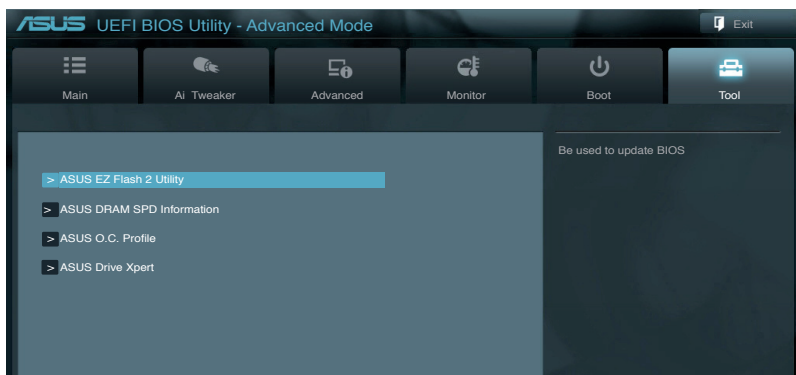 ASUS UEFI BIOS Utility - Advanced Mode
Exit
Main
Ai Tweaker
Advanced
Monitor
Boot
Tool
Be used to update BIOS
> ASUS EZ Flash 2 Utility
> ASUS DRAM SPD Information
> ASUS O.C. Profile
> ASUS Drive Xpert